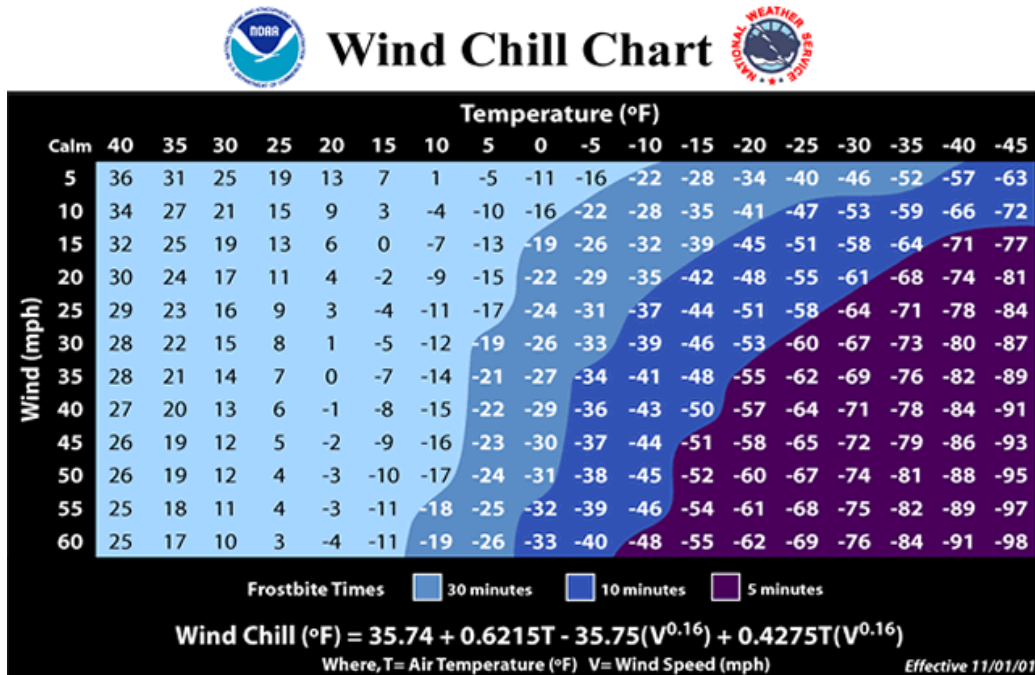 Wind Chill Chart
NOAA
NATIONAL WEATHER SERVICE
Temperature (ºF)
Calm 40 35 30 25 20 15 10 5 0 -5 -10 -15 -20 -25 -30 -35 -40 -45
Wind (mph)
5 36 31 25 19 13 7 1 -5 -11 -16 -22 -28 -34 -40 -46 -52 -57 -63
10 34 27 21 15 9 3 -4 -10 -16 -22 -28 -35 -41 -47 -53 -59 -66 -72
15 32 25 19 13 6 0 -7 -13 -19 -26 -32 -39 -45 -51 -58 -64 -71 -77
20 30 24 17 11 4 -2 -9 -15 -22 -29 -35 -42 -48 -55 -61 -68 -74 -81
25 29 23 16 9 3 -4 -11 -17 -24 -31 -37 -44 -51 -58 -64 -71 -78 -84
30 28 22 15 8 1 -5 -12 -19 -26 -33 -39 -46 -53 -60 -67 -73 -80 -87
35 28 21 14 7 0 -7 -14 -21 -27 -34 -41 -48 -55 -62 -69 -76 -82 -89
40 27 20 13 6 -1 -8 -15 -22 -29 -36 -43 -50 -57 -64 -71 -78 -84 -91
45 26 19 12 5 -2 -9 -16 -23 -30 -37 -44 -51 -58 -65 -72 -79 -86 -93
50 26 19 12 4 -3 -10 -17 -24 -31 -38 -45 -52 -60 -67 -74 -81 -88 -95
55 25 18 11 4 -3 -11 -18 -25 -32 -39 -46 -54 -61 -68 -75 -82 -89 -97
60 25 17 10 3 -4 -11 -19 -26 -33 -40 -48 -55 -62 -69 -76 -84 -91 -98
Frostbite Times 30 minutes 10 minutes 5 minutes
Wind Chill (ºF) = 35.74 + 0.6215T - 35.75(V⁰·¹⁶) + 0.4275T(V⁰·¹⁶)
Where, T= Air Temperature (ºF) V= Wind Speed (mph)
Effective 11/01/01